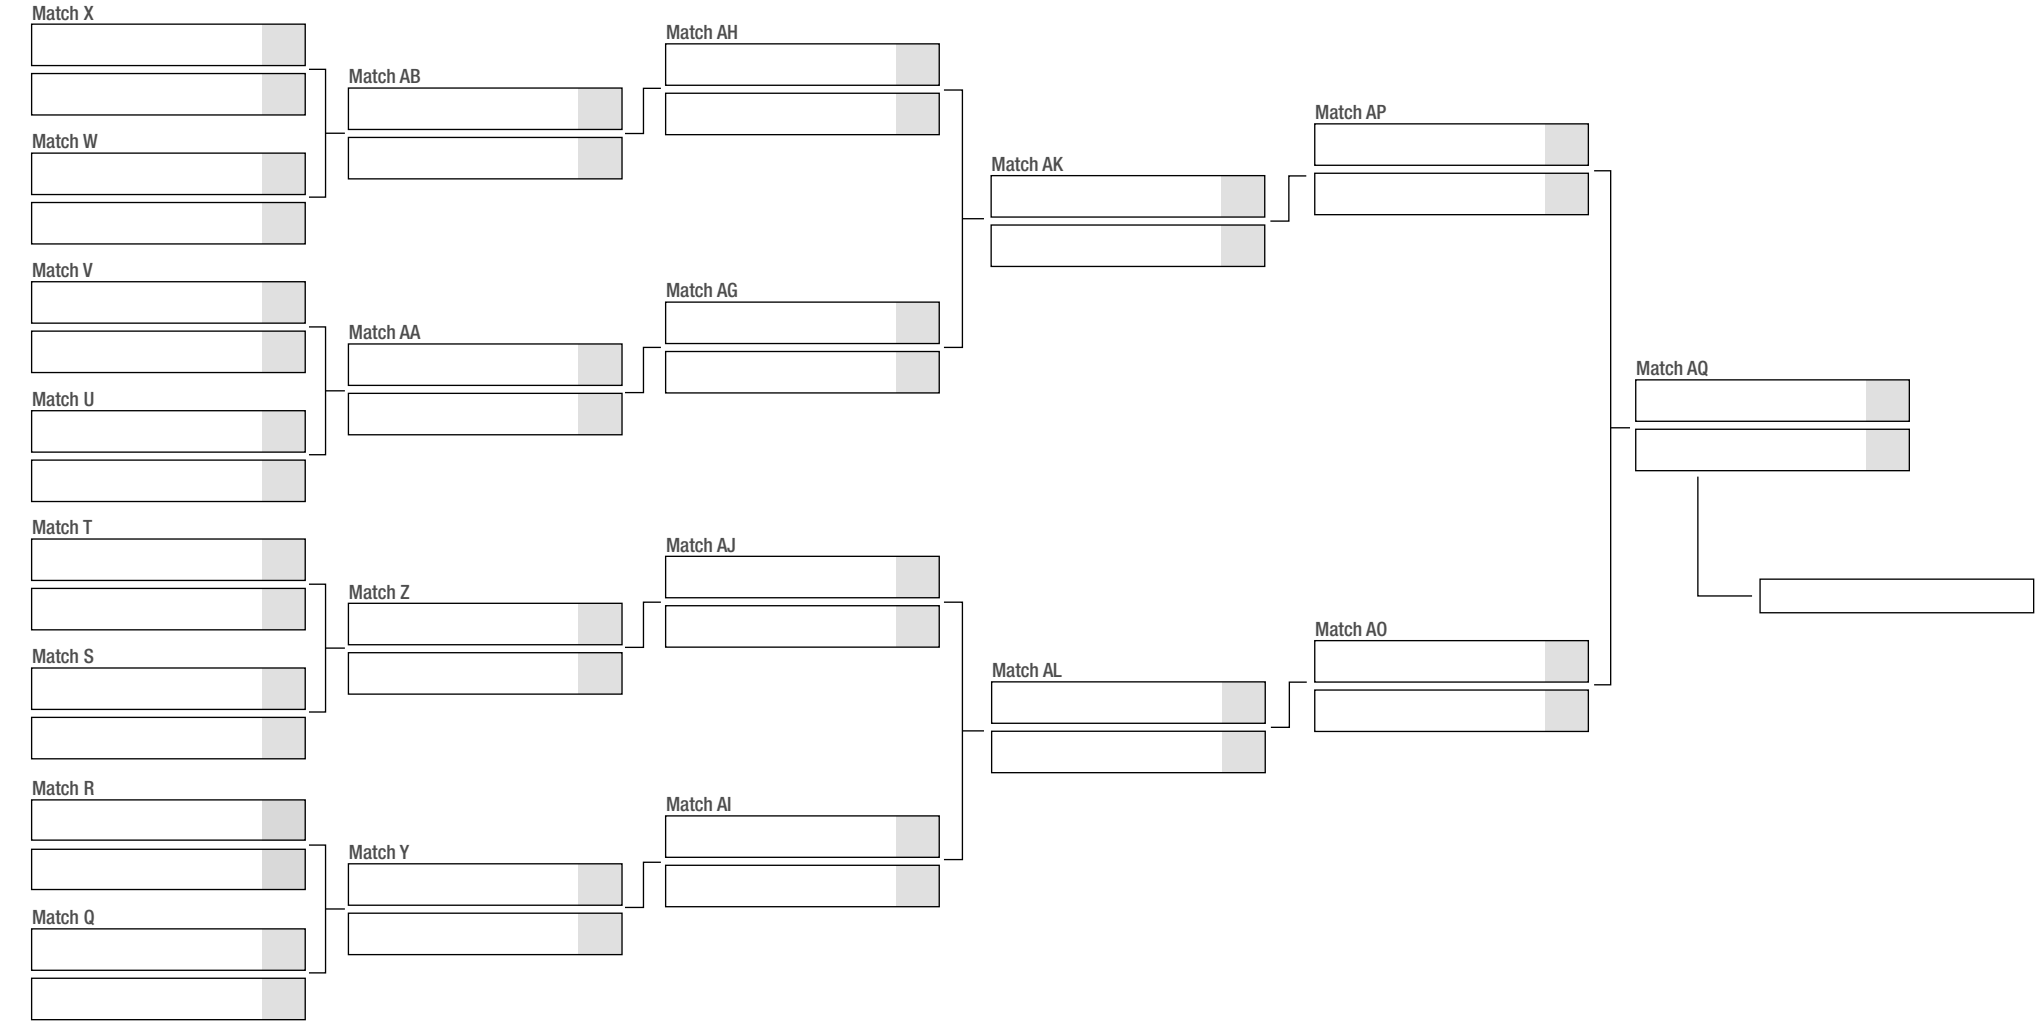 Match X
Match W
Match V
Match U
Match T
Match S
Match R
Match Q
Match AB
Match AA
Match Z
Match Y
Match AH
Match AG
Match AJ
Match AI
Match AK
Match AL
Match AP
Match AO
Match AQ